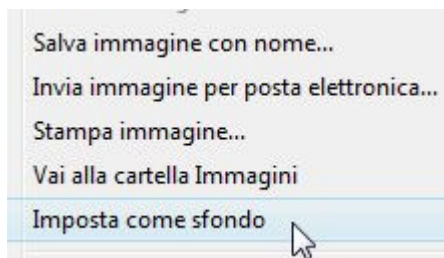 Salva immagine con nome...
Invia immagine per posta elettronica...
Stampa immagine...
Vai alla cartella Immagini
Imposta come sfondo